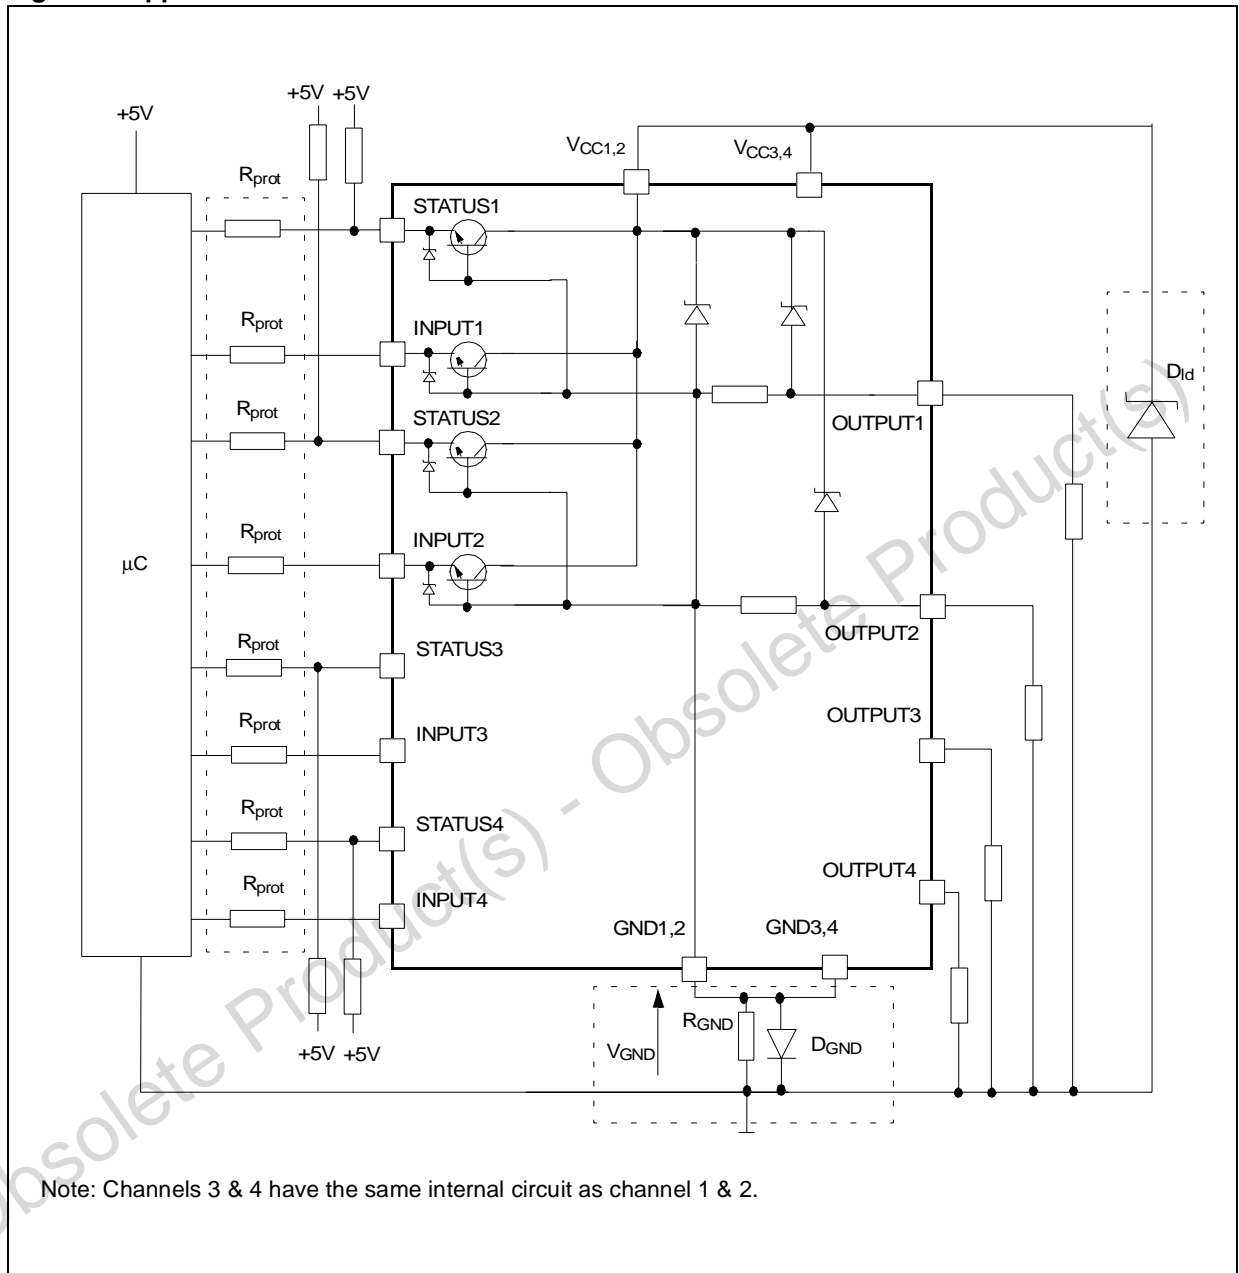 +5V +5V
+5V
VCC1,2
VCC3,4
Rprot
STATUS1
Rprot
INPUT1
Dld
Rprot
STATUS2
OUTPUT1
Rprot
INPUT2
μC
Rprot
STATUS3
OUTPUT2
Rprot
INPUT3
OUTPUT3
Rprot
STATUS4
Rprot
INPUT4
OUTPUT4
GND1,2
GND3,4
RGND
VGND
DGND
+5V +5V
Note: Channels 3 & 4 have the same internal circuit as channel 1 & 2.
Obsolete Product(s) - Obsolete Product(s)